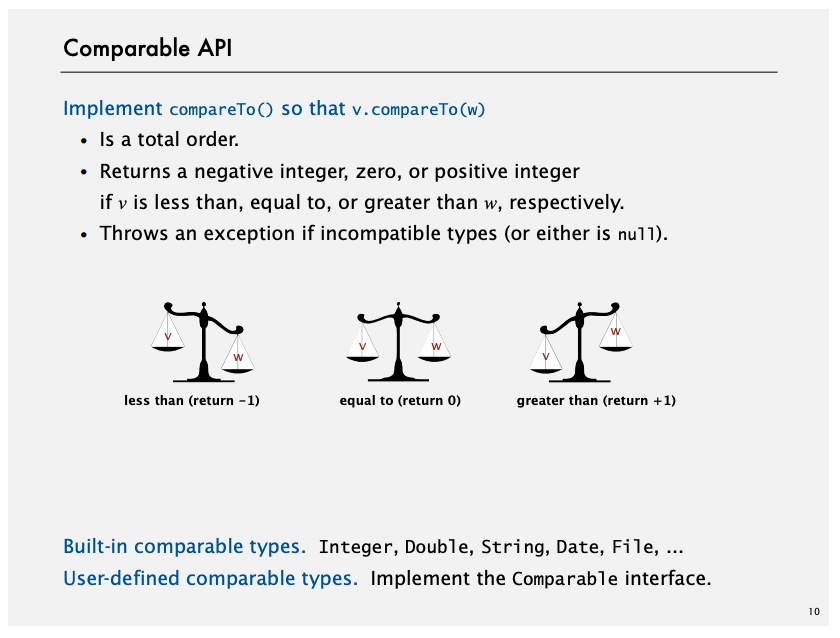 Comparable API
Implement compareTo() so that v.compareTo(w)
• Is a total order.
• Returns a negative integer, zero, or positive integer
if v is less than, equal to, or greater than w, respectively.
• Throws an exception if incompatible types (or either is null).
v w
v w
v w
less than (return -1)
equal to (return 0)
greater than (return +1)
Built-in comparable types. Integer, Double, String, Date, File, ...
User-defined comparable types. Implement the Comparable interface.
10